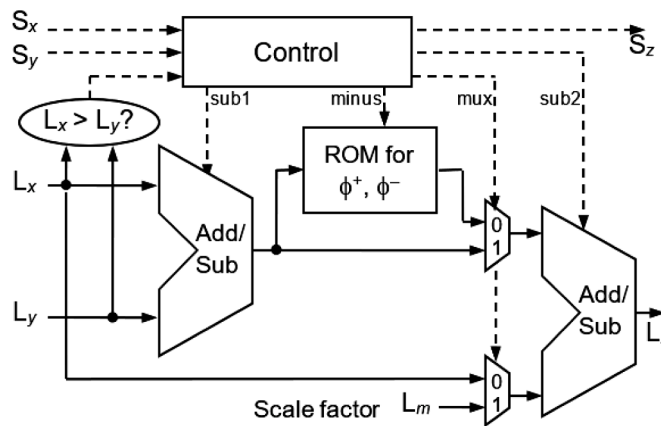 Sx
Sy
Control
Sz
sub1
minus
mux
sub2
Lx > Ly?
ROM for
ϕ+, ϕ−
Lx
Add/
Sub
0
1
Ly
Add/
Sub
0
1
Scale factor Lm